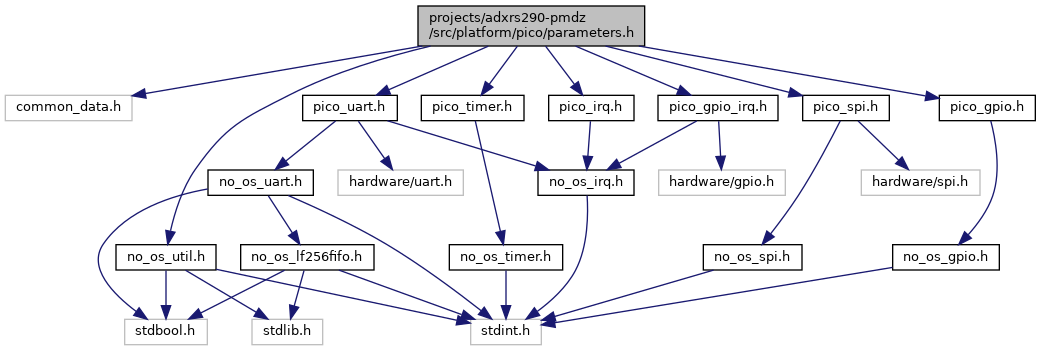 projects/adxrs290-pmdz
/src/platform/pico/parameters.h
common_data.h
pico_uart.h
pico_timer.h
pico_irq.h
pico_gpio_irq.h
pico_spi.h
pico_gpio.h
no_os_uart.h
hardware/uart.h
no_os_irq.h
hardware/gpio.h
hardware/spi.h
no_os_util.h
no_os_lf256fifo.h
no_os_timer.h
no_os_spi.h
no_os_gpio.h
stdbool.h
stdlib.h
stdint.h